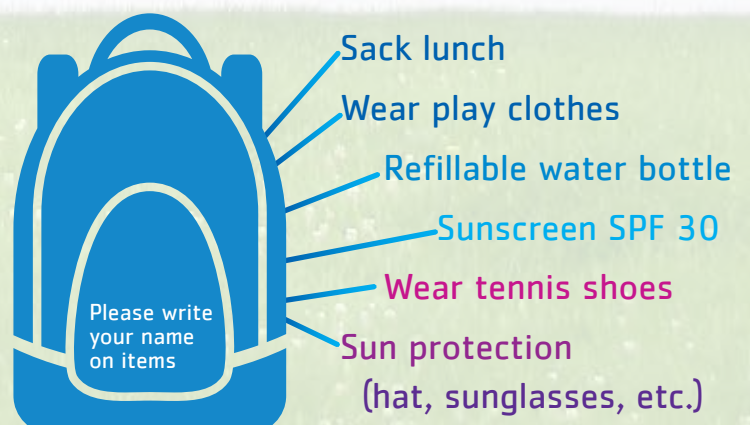 Sack lunch
Wear play clothes
Refillable water bottle
Sunscreen SPF 30
Wear tennis shoes
Sun protection
(hat, sunglasses, etc.)
Please write
your name
on items